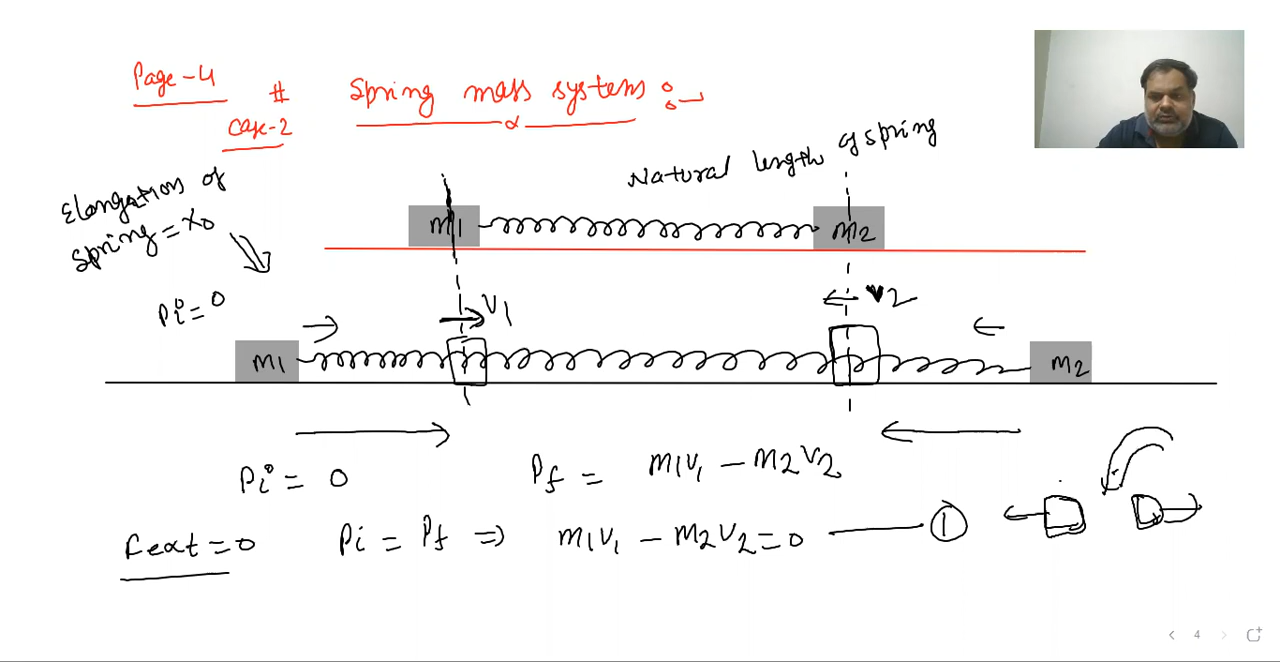 Page-4
# Spring mass systems :-
Case-2
Natural length of spring
Elongation of
Spring = x0
m1 m2
Pi = 0
V1 V2
m1 m2
Pi = 0 Pf = m1v1 - m2v2
Fext = 0 Pi = Pf ⇒ m1v1 - m2v2 = 0 ①
4